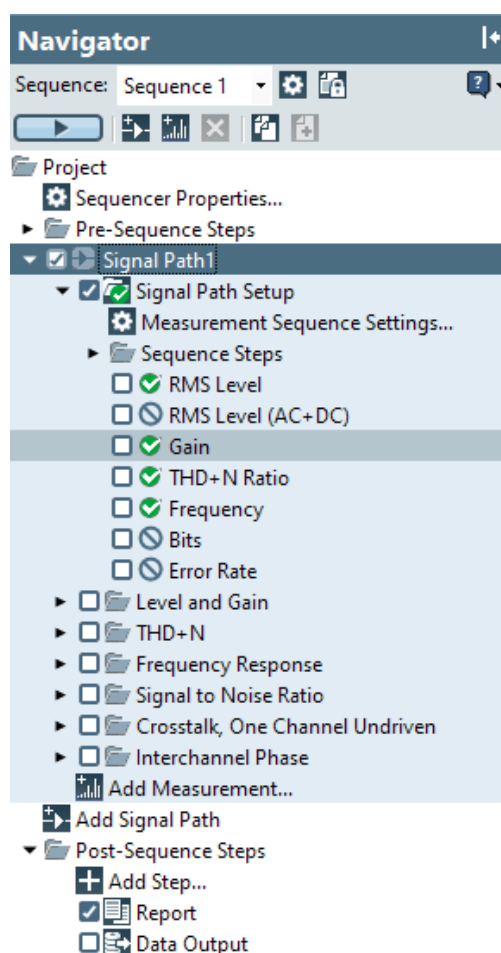 Navigator
Sequence: Sequence 1
Project
Sequencer Properties...
Pre-Sequence Steps
Signal Path1
Signal Path Setup
Measurement Sequence Settings...
Sequence Steps
RMS Level
RMS Level (AC+DC)
Gain
THD+N Ratio
Frequency
Bits
Error Rate
Level and Gain
THD+N
Frequency Response
Signal to Noise Ratio
Crosstalk, One Channel Undriven
Interchannel Phase
Add Measurement...
Add Signal Path
Post-Sequence Steps
Add Step...
Report
Data Output